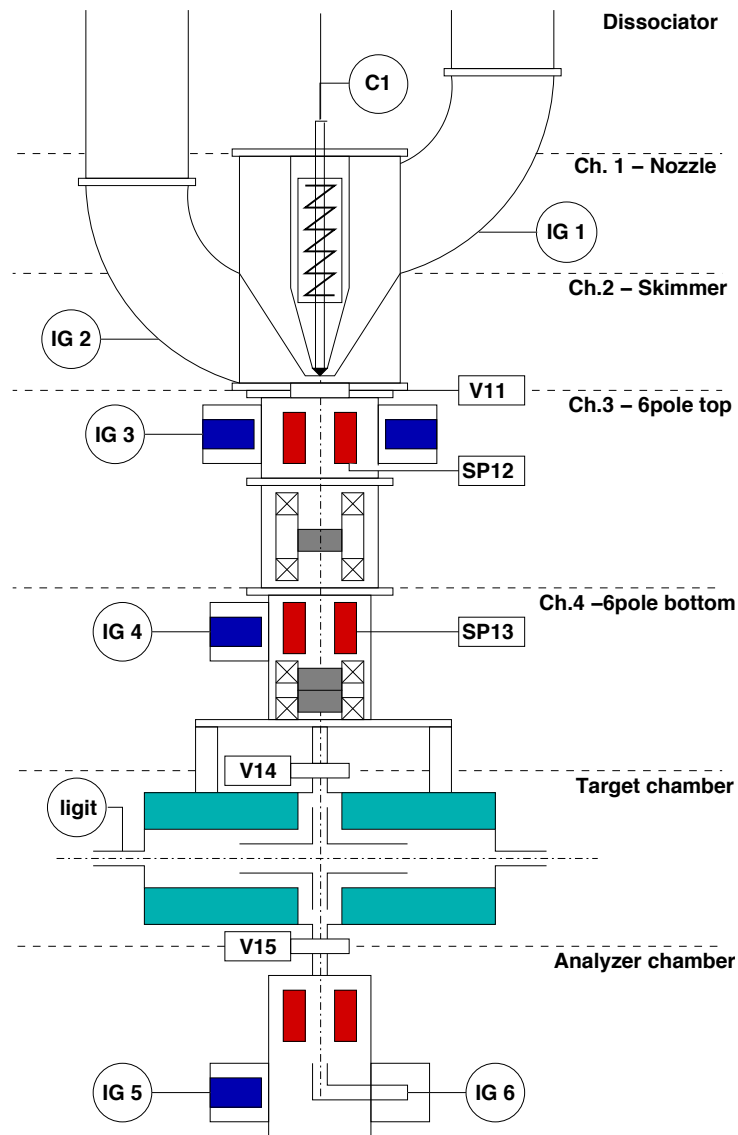 Dissociator
C1
Ch. 1 – Nozzle
IG 1
Ch.2 – Skimmer
IG 2
V11
Ch.3 – 6pole top
IG 3
SP12
Ch.4 –6pole bottom
IG 4
SP13
V14
Target chamber
ligit
V15
Analyzer chamber
IG 5
IG 6